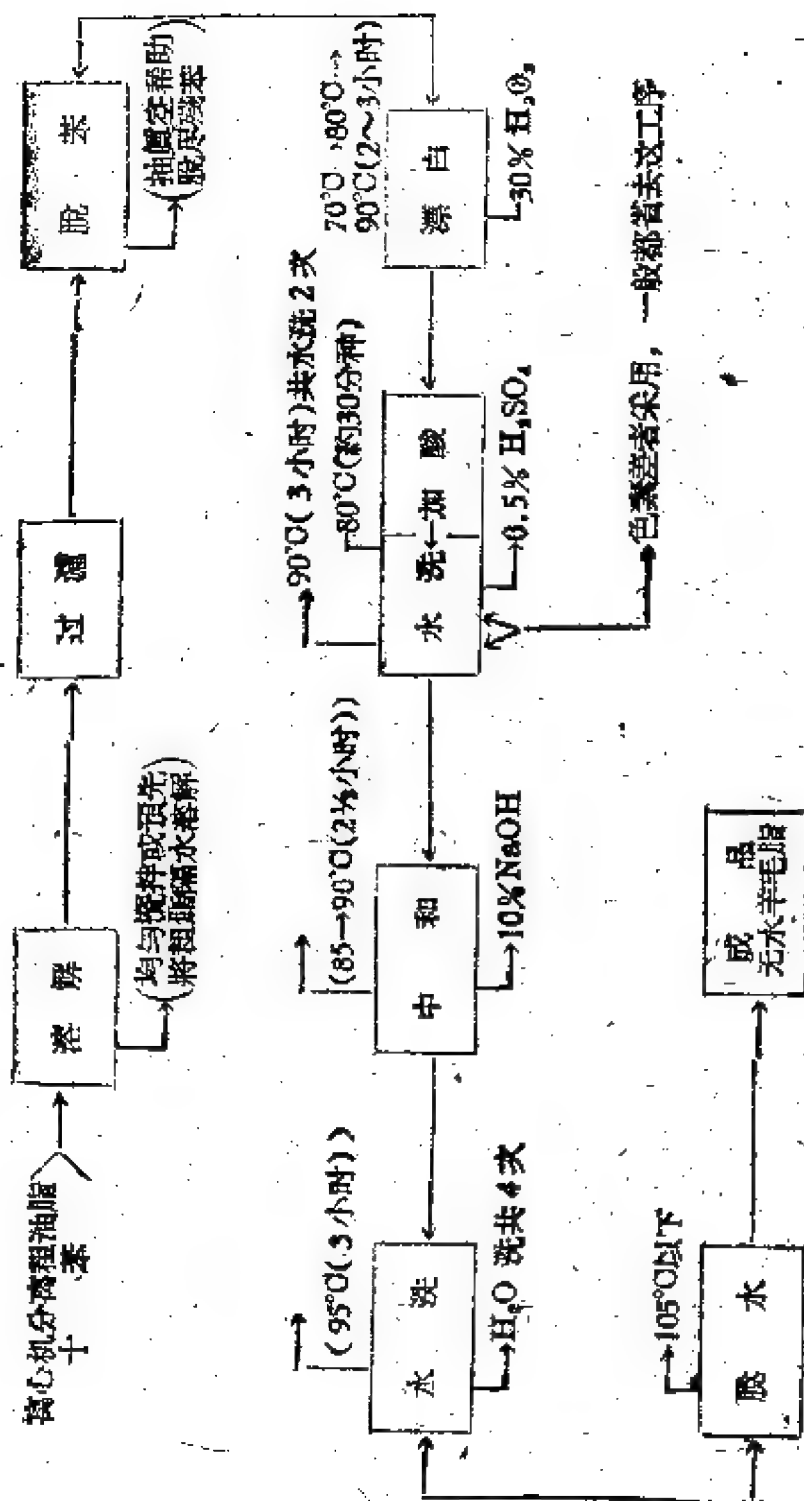 离心机分离粗油脂
十
苯
溶解
(均匀搅拌或预先
将粗脂隔水溶解)
过滤
脱苯
(抽真空帮助
脱尽残苯)
70°C→80°C→
90°C(2～3小时)
漂白
30% H₂O₂
90°C(3小时)共水洗2次
80°C(约30分种)
水洗←加酸
0.5% H₂SO₄
色素差者采用，一般都省去这工序
(85→90°C(2½小时))
中和
10%NaOH
(95°C(3小时))
水洗
H₂O 洗共4次
105°C以下
脱水
成品
无水羊毛脂